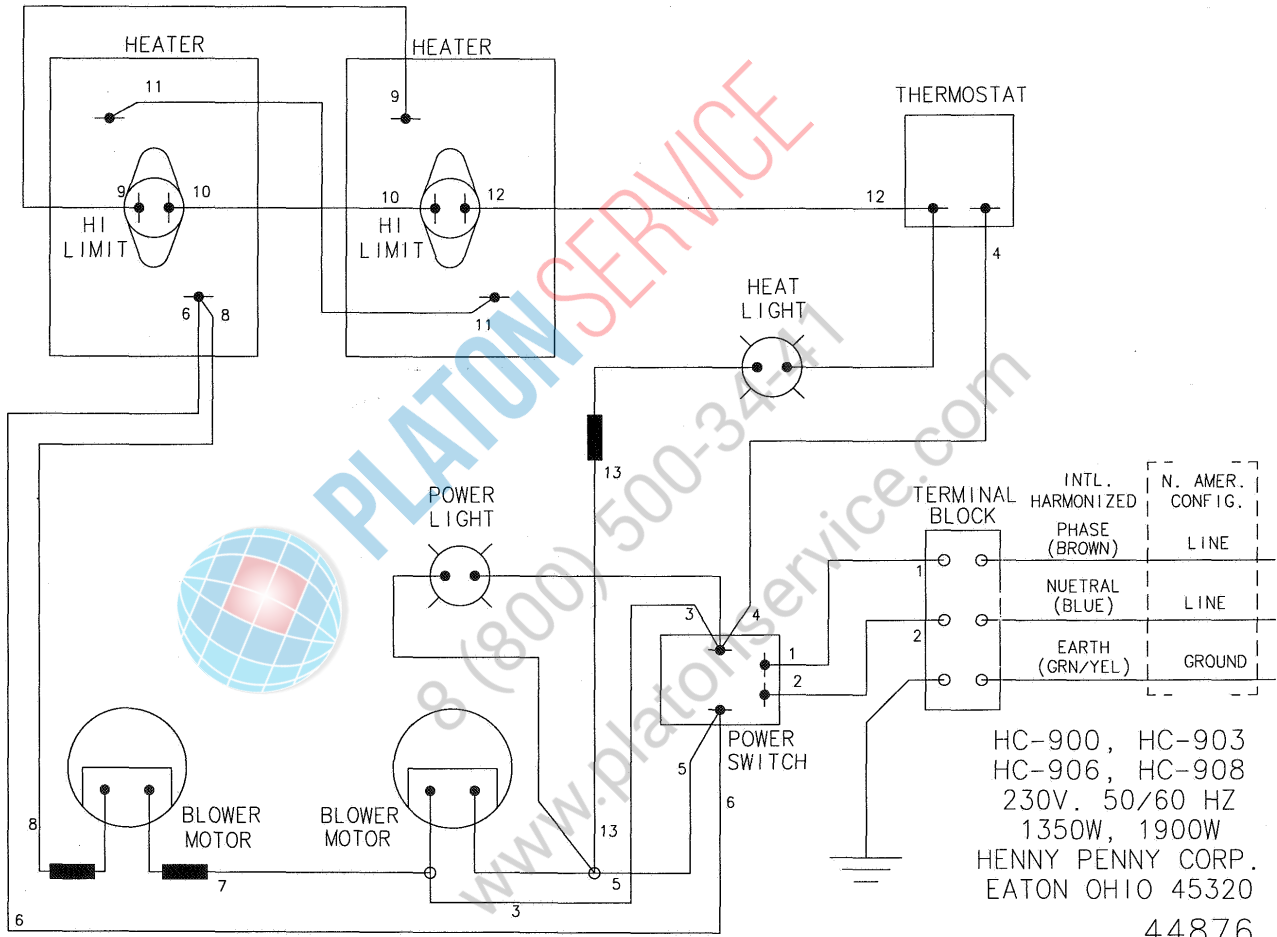 HEATER
HEATER
11
9
THERMOSTAT
9
10
10
12
12
HI
LIMIT
HI
LIMIT
4
6
8
11
HEAT
LIGHT
13
POWER
LIGHT
TERMINAL
BLOCK
INTL.
HARMONIZED
N. AMER.
CONFIG.
PHASE
(BROWN)
LINE
1
NUETRAL
(BLUE)
LINE
2
EARTH
(GRN/YEL)
GROUND
3
4
1
2
POWER
SWITCH
5
6
BLOWER
MOTOR
BLOWER
MOTOR
8
7
13
5
3
6
HC-900, HC-903
HC-906, HC-908
230V. 50/60 HZ
1350W, 1900W
HENNY PENNY CORP.
EATON OHIO 45320
44876
PLATONSERVICE
8 (800) 500-34-41
www.platonservice.com